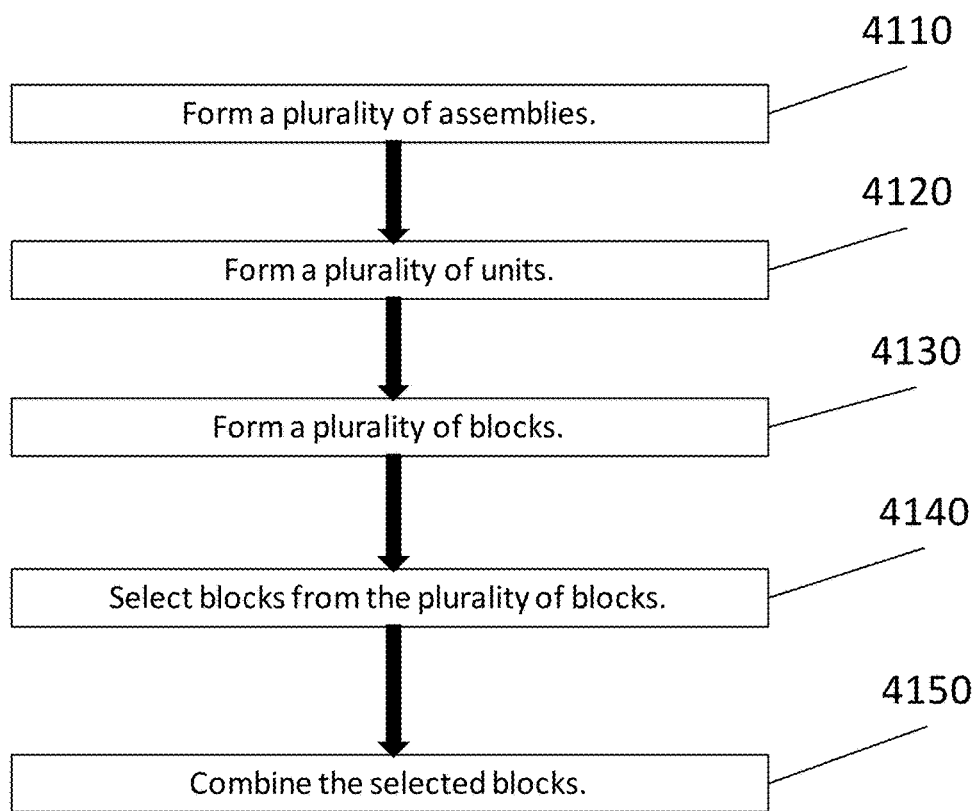 4110
Form a plurality of assemblies.
4120
Form a plurality of units.
4130
Form a plurality of blocks.
4140
Select blocks from the plurality of blocks.
4150
Combine the selected blocks.